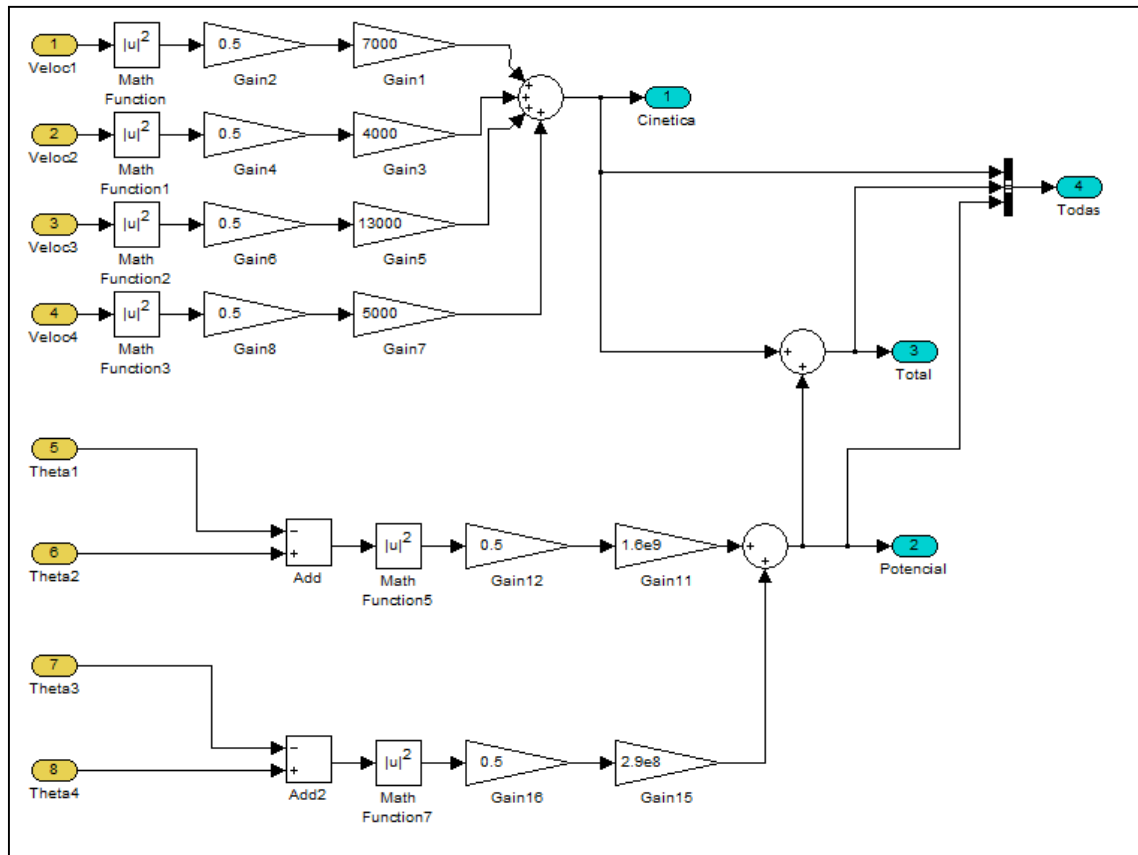 1
Veloc1
|u|²
Math
Function
0.5
Gain2
7000
Gain1
+
+
+
+
1
Cinetica
2
Veloc2
|u|²
Math
Function1
0.5
Gain4
4000
Gain3
4
Todas
3
Veloc3
|u|²
Math
Function2
0.5
Gain6
13000
Gain5
4
Veloc4
|u|²
Math
Function3
0.5
Gain8
5000
Gain7
+
+
3
Total
5
Theta1
6
Theta2
−
+
Add
|u|²
Math
Function5
0.5
Gain12
1.6e9
Gain11
+
+
2
Potencial
7
Theta3
8
Theta4
−
+
Add2
|u|²
Math
Function7
0.5
Gain16
2.9e8
Gain15